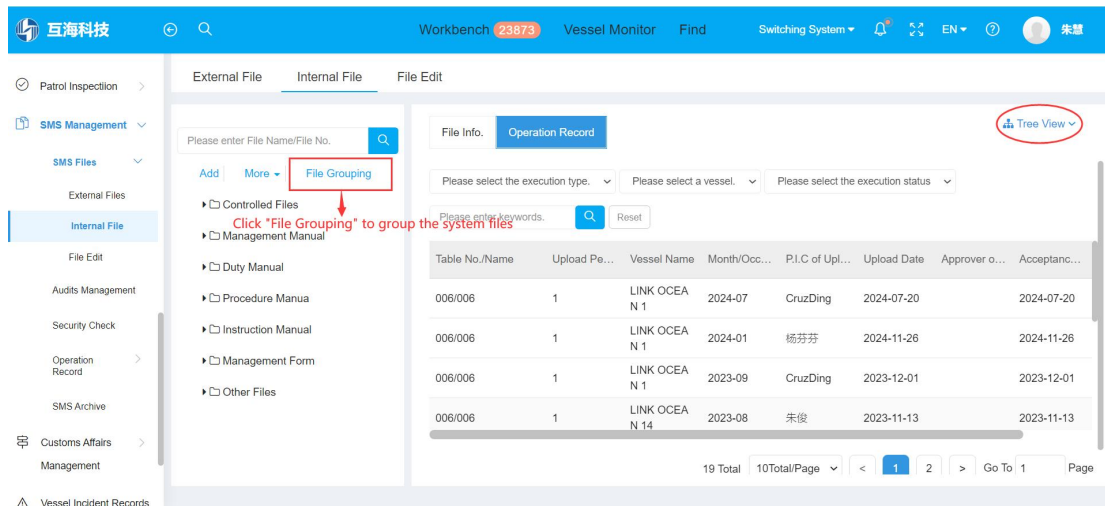 互海科技
Workbench 23873 Vessel Monitor Find Switching System EN 朱慧
Patrol Inspectiion
SMS Management
SMS Files
External Files
Internal File
File Edit
Audits Management
Security Check
Operation
Record
SMS Archive
Customs Affairs
Management
Vessel Incident Records
External File Internal File File Edit
Please enter File Name/File No.
Add More File Grouping
Controlled Files
Click "File Grouping" to group the system files
Management Manual
Duty Manual
Procedure Manua
Instruction Manual
Management Form
Other Files
File Info. Operation Record Tree View
Please select the execution type. Please select a vessel. Please select the execution status
Please enter keywords. Reset
Table No./Name Upload Pe... Vessel Name Month/Occ... P.I.C of Upl... Upload Date Approver o... Acceptanc...
006/006 1 LINK OCEA
N 1 2024-07 CruzDing 2024-07-20 2024-07-20
006/006 1 LINK OCEA
N 1 2024-01 杨芬芬 2024-11-26 2024-11-26
006/006 1 LINK OCEA
N 1 2023-09 CruzDing 2023-12-01 2023-12-01
006/006 1 LINK OCEA
N 14 2023-08 朱俊 2023-11-13 2023-11-13
19 Total 10Total/Page < 1 2 > Go To 1 Page